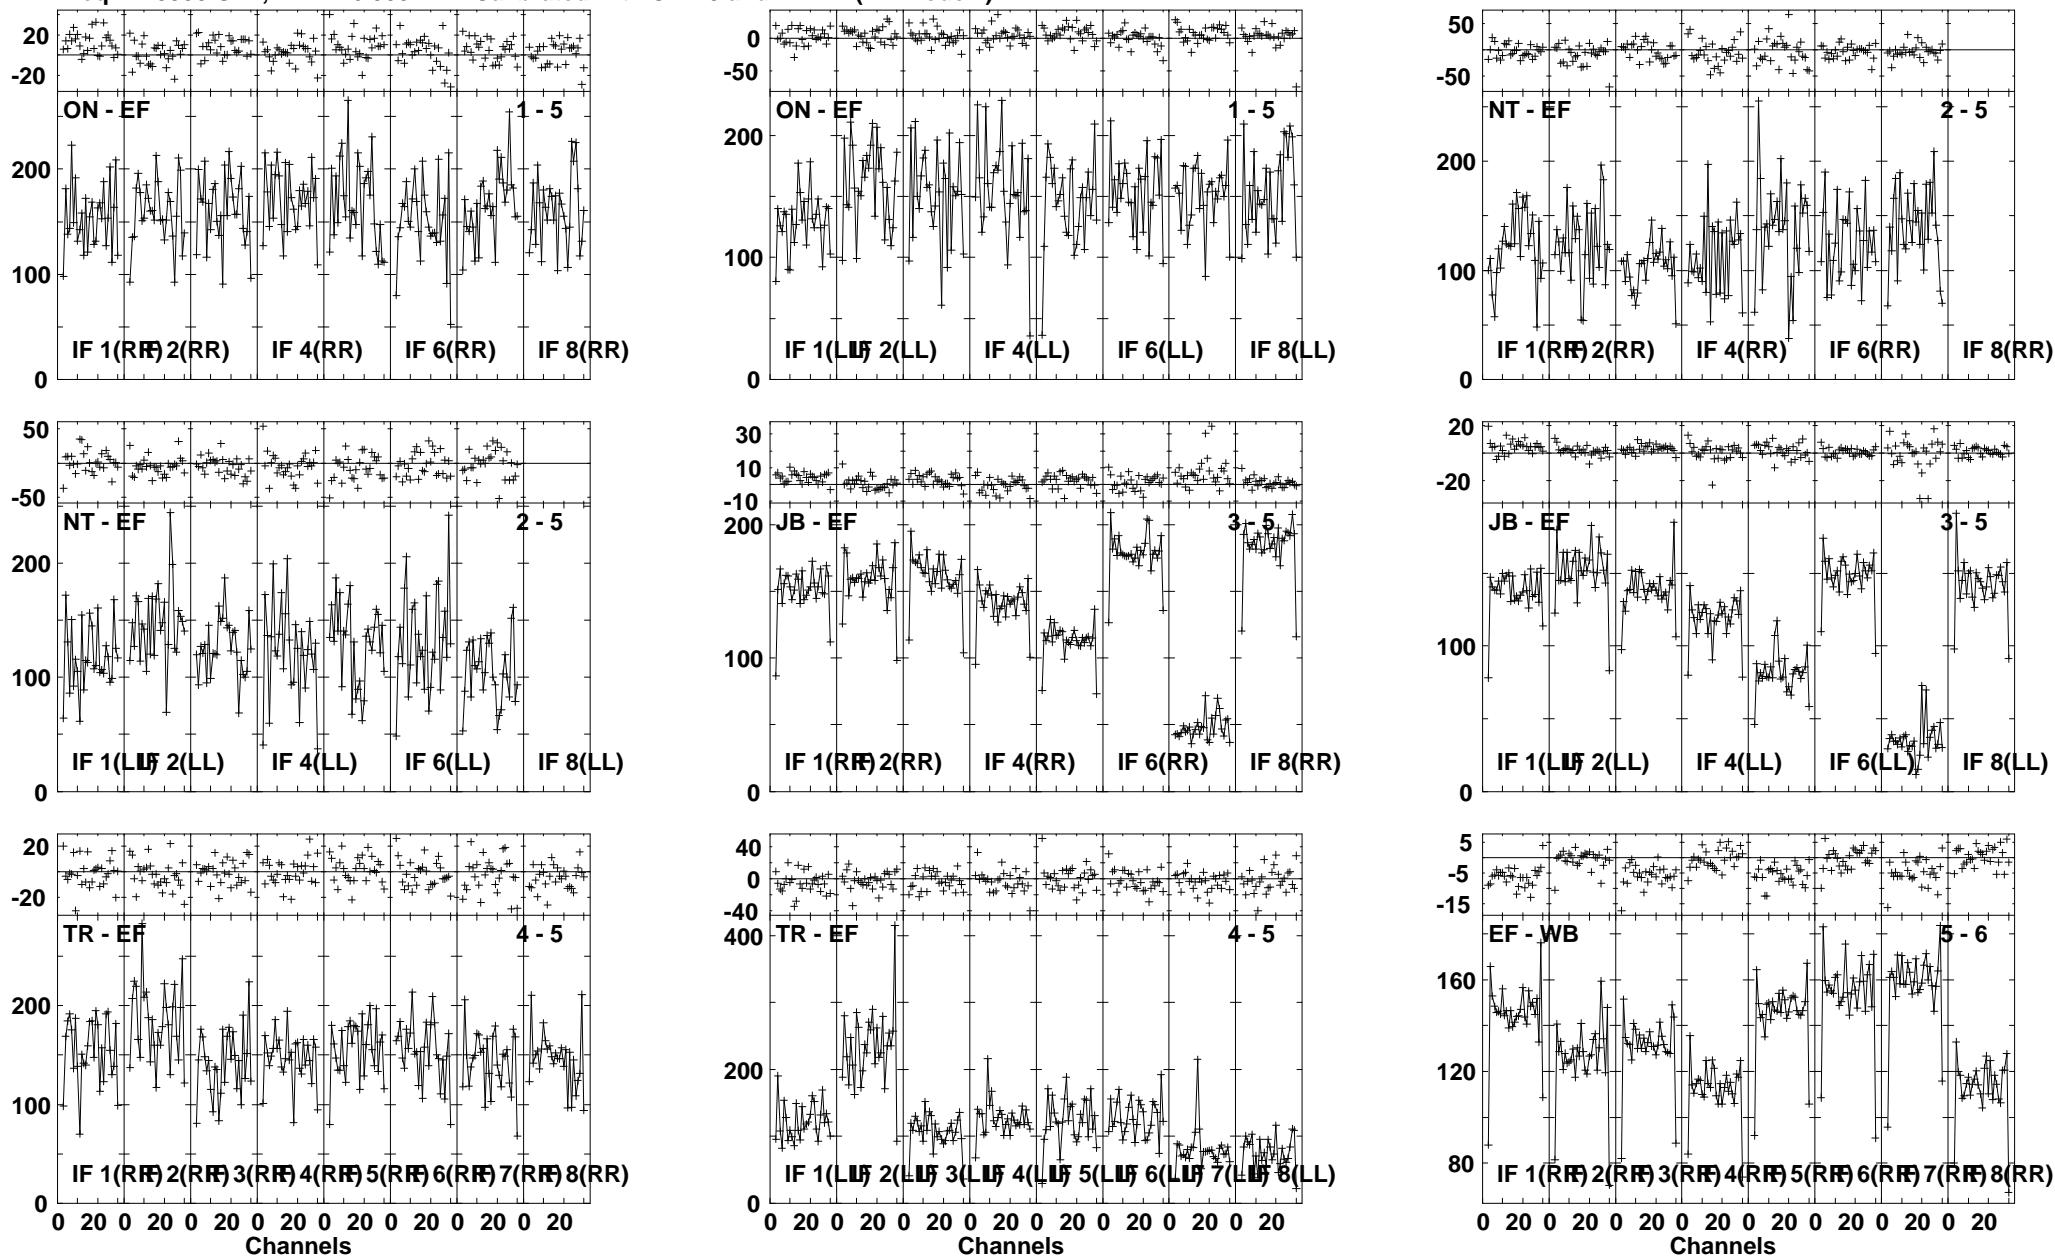 20
-20
ON - EF
1 - 5
200
100
0
IF 1(RR)
IF 2(RR)
IF 4(RR)
IF 6(RR)
IF 8(RR)
0
-50
ON - EF
1 - 5
200
100
0
IF 1(LL)
IF 2(LL)
IF 4(LL)
IF 6(LL)
IF 8(LL)
50
-50
NT - EF
2 - 5
200
100
0
IF 1(RR)
IF 2(RR)
IF 4(RR)
IF 6(RR)
IF 8(RR)
50
-50
NT - EF
2 - 5
200
100
0
IF 1(LL)
IF 2(LL)
IF 4(LL)
IF 6(LL)
IF 8(LL)
30
10
-10
JB - EF
3 - 5
200
100
0
IF 1(RR)
IF 2(RR)
IF 4(RR)
IF 6(RR)
IF 8(RR)
20
-20
JB - EF
3 - 5
100
0
IF 1(LL)
IF 2(LL)
IF 4(LL)
IF 6(LL)
IF 8(LL)
20
-20
TR - EF
4 - 5
200
100
0
IF 1(RR)
IF 2(RR)
IF 3(RR)
IF 4(RR)
IF 5(RR)
IF 6(RR)
IF 7(RR)
IF 8(RR)
0 20 0 20 0 20 0 20 0 20 0 20 0 20 0 20
Channels
40
0
-40
TR - EF
4 - 5
400
200
0
IF 1(LL)
IF 2(LL)
IF 3(LL)
IF 4(LL)
IF 5(LL)
IF 6(LL)
IF 7(LL)
IF 8(LL)
0 20 0 20 0 20 0 20 0 20 0 20 0 20 0 20
Channels
5
-5
-15
EF - WB
5 - 6
160
120
80
IF 1(RR)
IF 2(RR)
IF 3(RR)
IF 4(RR)
IF 5(RR)
IF 6(RR)
IF 7(RR)
IF 8(RR)
0 20 0 20 0 20 0 20 0 20 0 20 0 20 0 20
Channels